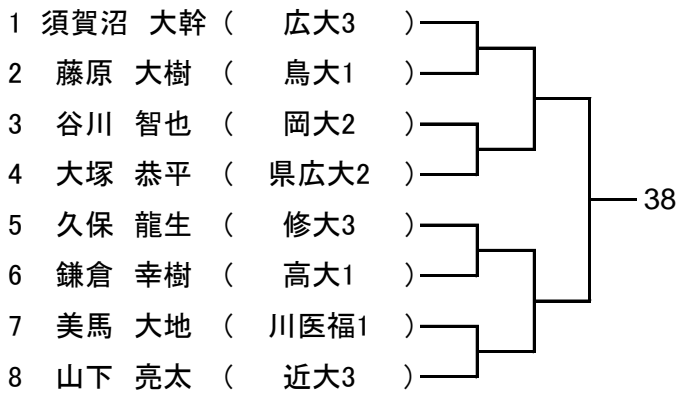 1 須賀沼 大幹 ( 広大3 )
2 藤原 大樹 ( 鳥大1 )
3 谷川 智也 ( 岡大2 )
4 大塚 恭平 ( 県広大2 )
38
5 久保 龍生 ( 修大3 )
6 鎌倉 幸樹 ( 高大1 )
7 美馬 大地 ( 川医福1 )
8 山下 亮太 ( 近大3 )